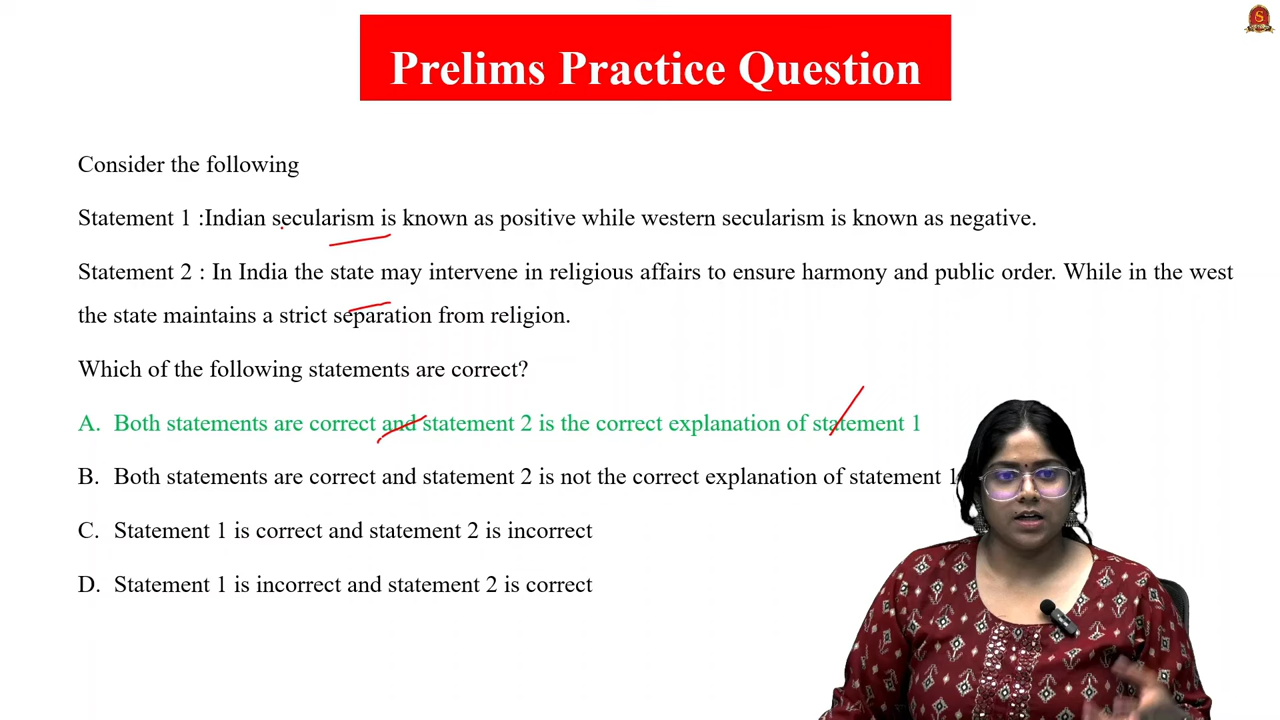 Prelims Practice Question
Consider the following
Statement 1 :Indian secularism is known as positive while western secularism is known as negative.
Statement 2 : In India the state may intervene in religious affairs to ensure harmony and public order. While in the west
the state maintains a strict separation from religion.
Which of the following statements are correct?
A. Both statements are correct and statement 2 is the correct explanation of statement 1
B. Both statements are correct and statement 2 is not the correct explanation of statement 1
C. Statement 1 is correct and statement 2 is incorrect
D. Statement 1 is incorrect and statement 2 is correct